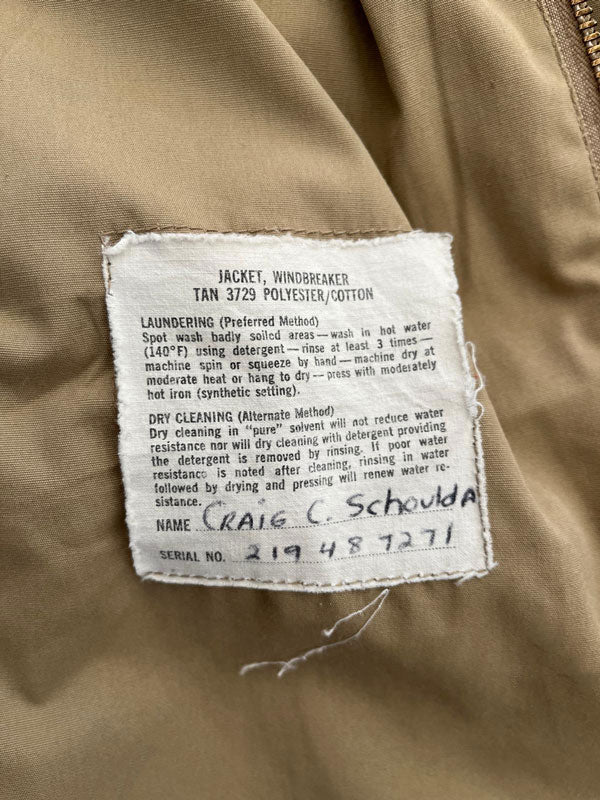 JACKET, WINDBREAKER
TAN 3729 POLYESTER/COTTON
LAUNDERING (Preferred Method)
Spot wash badly soiled areas — wash in hot water
(140°F) using detergent — rinse at least 3 times —
machine spin or squeeze by hand — machine dry at
moderate heat or hang to dry — press with moderately
hot iron (synthetic setting).
DRY CLEANING (Alternate Method)
Dry cleaning in "pure" solvent will not reduce water
resistance nor will dry cleaning with detergent providing
the detergent is removed by rinsing. If poor water
resistance is noted after cleaning, rinsing in water
followed by drying and pressing will renew water re-
sistance.
NAME CRAIG C. SchouldA
SERIAL NO. 219 48 7271